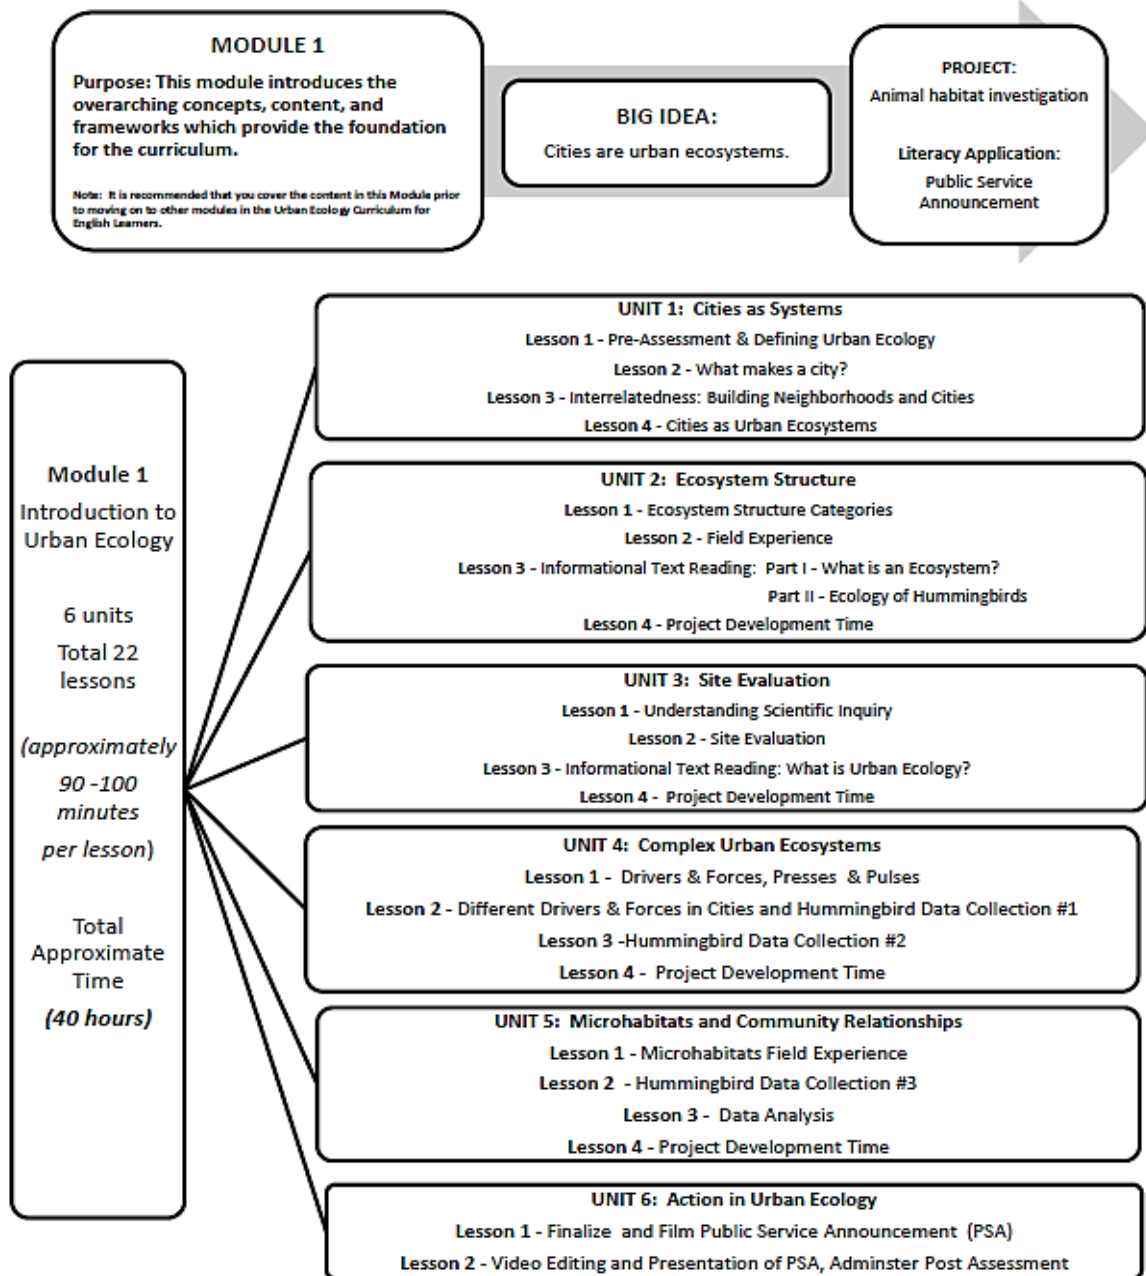 MODULE 1
Purpose: This module introduces the
overarching concepts, content, and
frameworks which provide the foundation
for the curriculum.
Note: It is recommended that you cover the content in this Module prior
to moving on to other modules in the Urban Ecology Curriculum for
English Learners.
BIG IDEA:
Cities are urban ecosystems.
PROJECT:
Animal habitat investigation
Literacy Application:
Public Service
Announcement
Module 1
Introduction to
Urban Ecology
6 units
Total 22
lessons
(approximately
90 -100
minutes
per lesson)
Total
Approximate
Time
(40 hours)
UNIT 1: Cities as Systems
Lesson 1 - Pre-Assessment & Defining Urban Ecology
Lesson 2 - What makes a city?
Lesson 3 - Interrelatedness: Building Neighborhoods and Cities
Lesson 4 - Cities as Urban Ecosystems
UNIT 2: Ecosystem Structure
Lesson 1 - Ecosystem Structure Categories
Lesson 2 - Field Experience
Lesson 3 - Informational Text Reading: Part I - What is an Ecosystem?
Part II - Ecology of Hummingbirds
Lesson 4 - Project Development Time
UNIT 3: Site Evaluation
Lesson 1 - Understanding Scientific Inquiry
Lesson 2 - Site Evaluation
Lesson 3 - Informational Text Reading: What is Urban Ecology?
Lesson 4 - Project Development Time
UNIT 4: Complex Urban Ecosystems
Lesson 1 - Drivers & Forces, Presses & Pulses
Lesson 2 - Different Drivers & Forces in Cities and Hummingbird Data Collection #1
Lesson 3 -Hummingbird Data Collection #2
Lesson 4 - Project Development Time
UNIT 5: Microhabitats and Community Relationships
Lesson 1 - Microhabitats Field Experience
Lesson 2 - Hummingbird Data Collection #3
Lesson 3 - Data Analysis
Lesson 4 - Project Development Time
UNIT 6: Action in Urban Ecology
Lesson 1 - Finalize and Film Public Service Announcement (PSA)
Lesson 2 - Video Editing and Presentation of PSA, Adminster Post Assessment